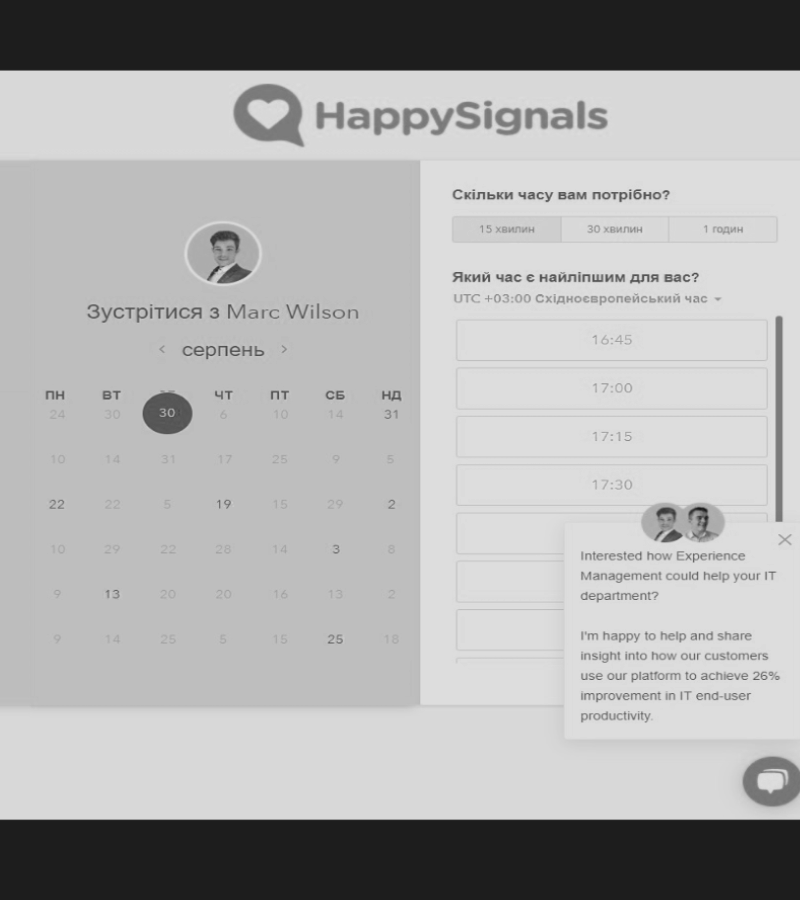 HappySignals
Зустрітися з Marc Wilson
серпень
ПН ВТ ЧТ ПТ СБ НД
24 30 30 6 10 14 31
10 14 31 17 25 9 5
22 22 5 19 15 29 2
10 29 22 28 14 3 8
9 13 20 20 16 13 2
9 14 25 5 15 25 18
Скільки часу вам потрібно?
15 хвилин 30 хвилин 1 годин
Який час є найліпшим для вас?
UTC +03:00 Східноєвропейський час
16:45
17:00
17:15
17:30
Interested how Experience
Management could help your IT
department?
I'm happy to help and share
insight into how our customers
use our platform to achieve 26%
improvement in IT end-user
productivity.